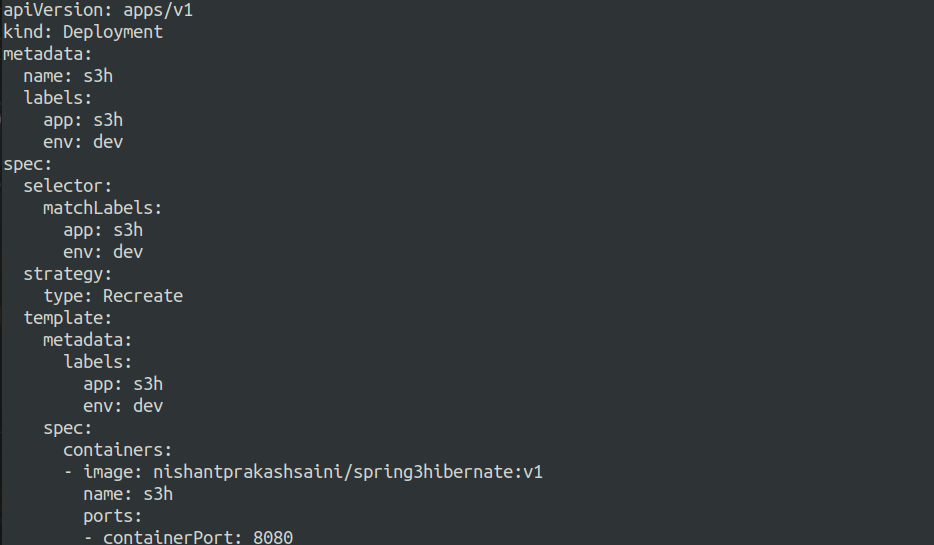 apiVersion: apps/v1
kind: Deployment
metadata:
  name: s3h
  labels:
    app: s3h
    env: dev
spec:
  selector:
    matchLabels:
      app: s3h
      env: dev
  strategy:
    type: Recreate
  template:
    metadata:
      labels:
        app: s3h
        env: dev
    spec:
      containers:
      - image: nishantprakashsaini/spring3hibernate:v1
        name: s3h
        ports:
        - containerPort: 8080